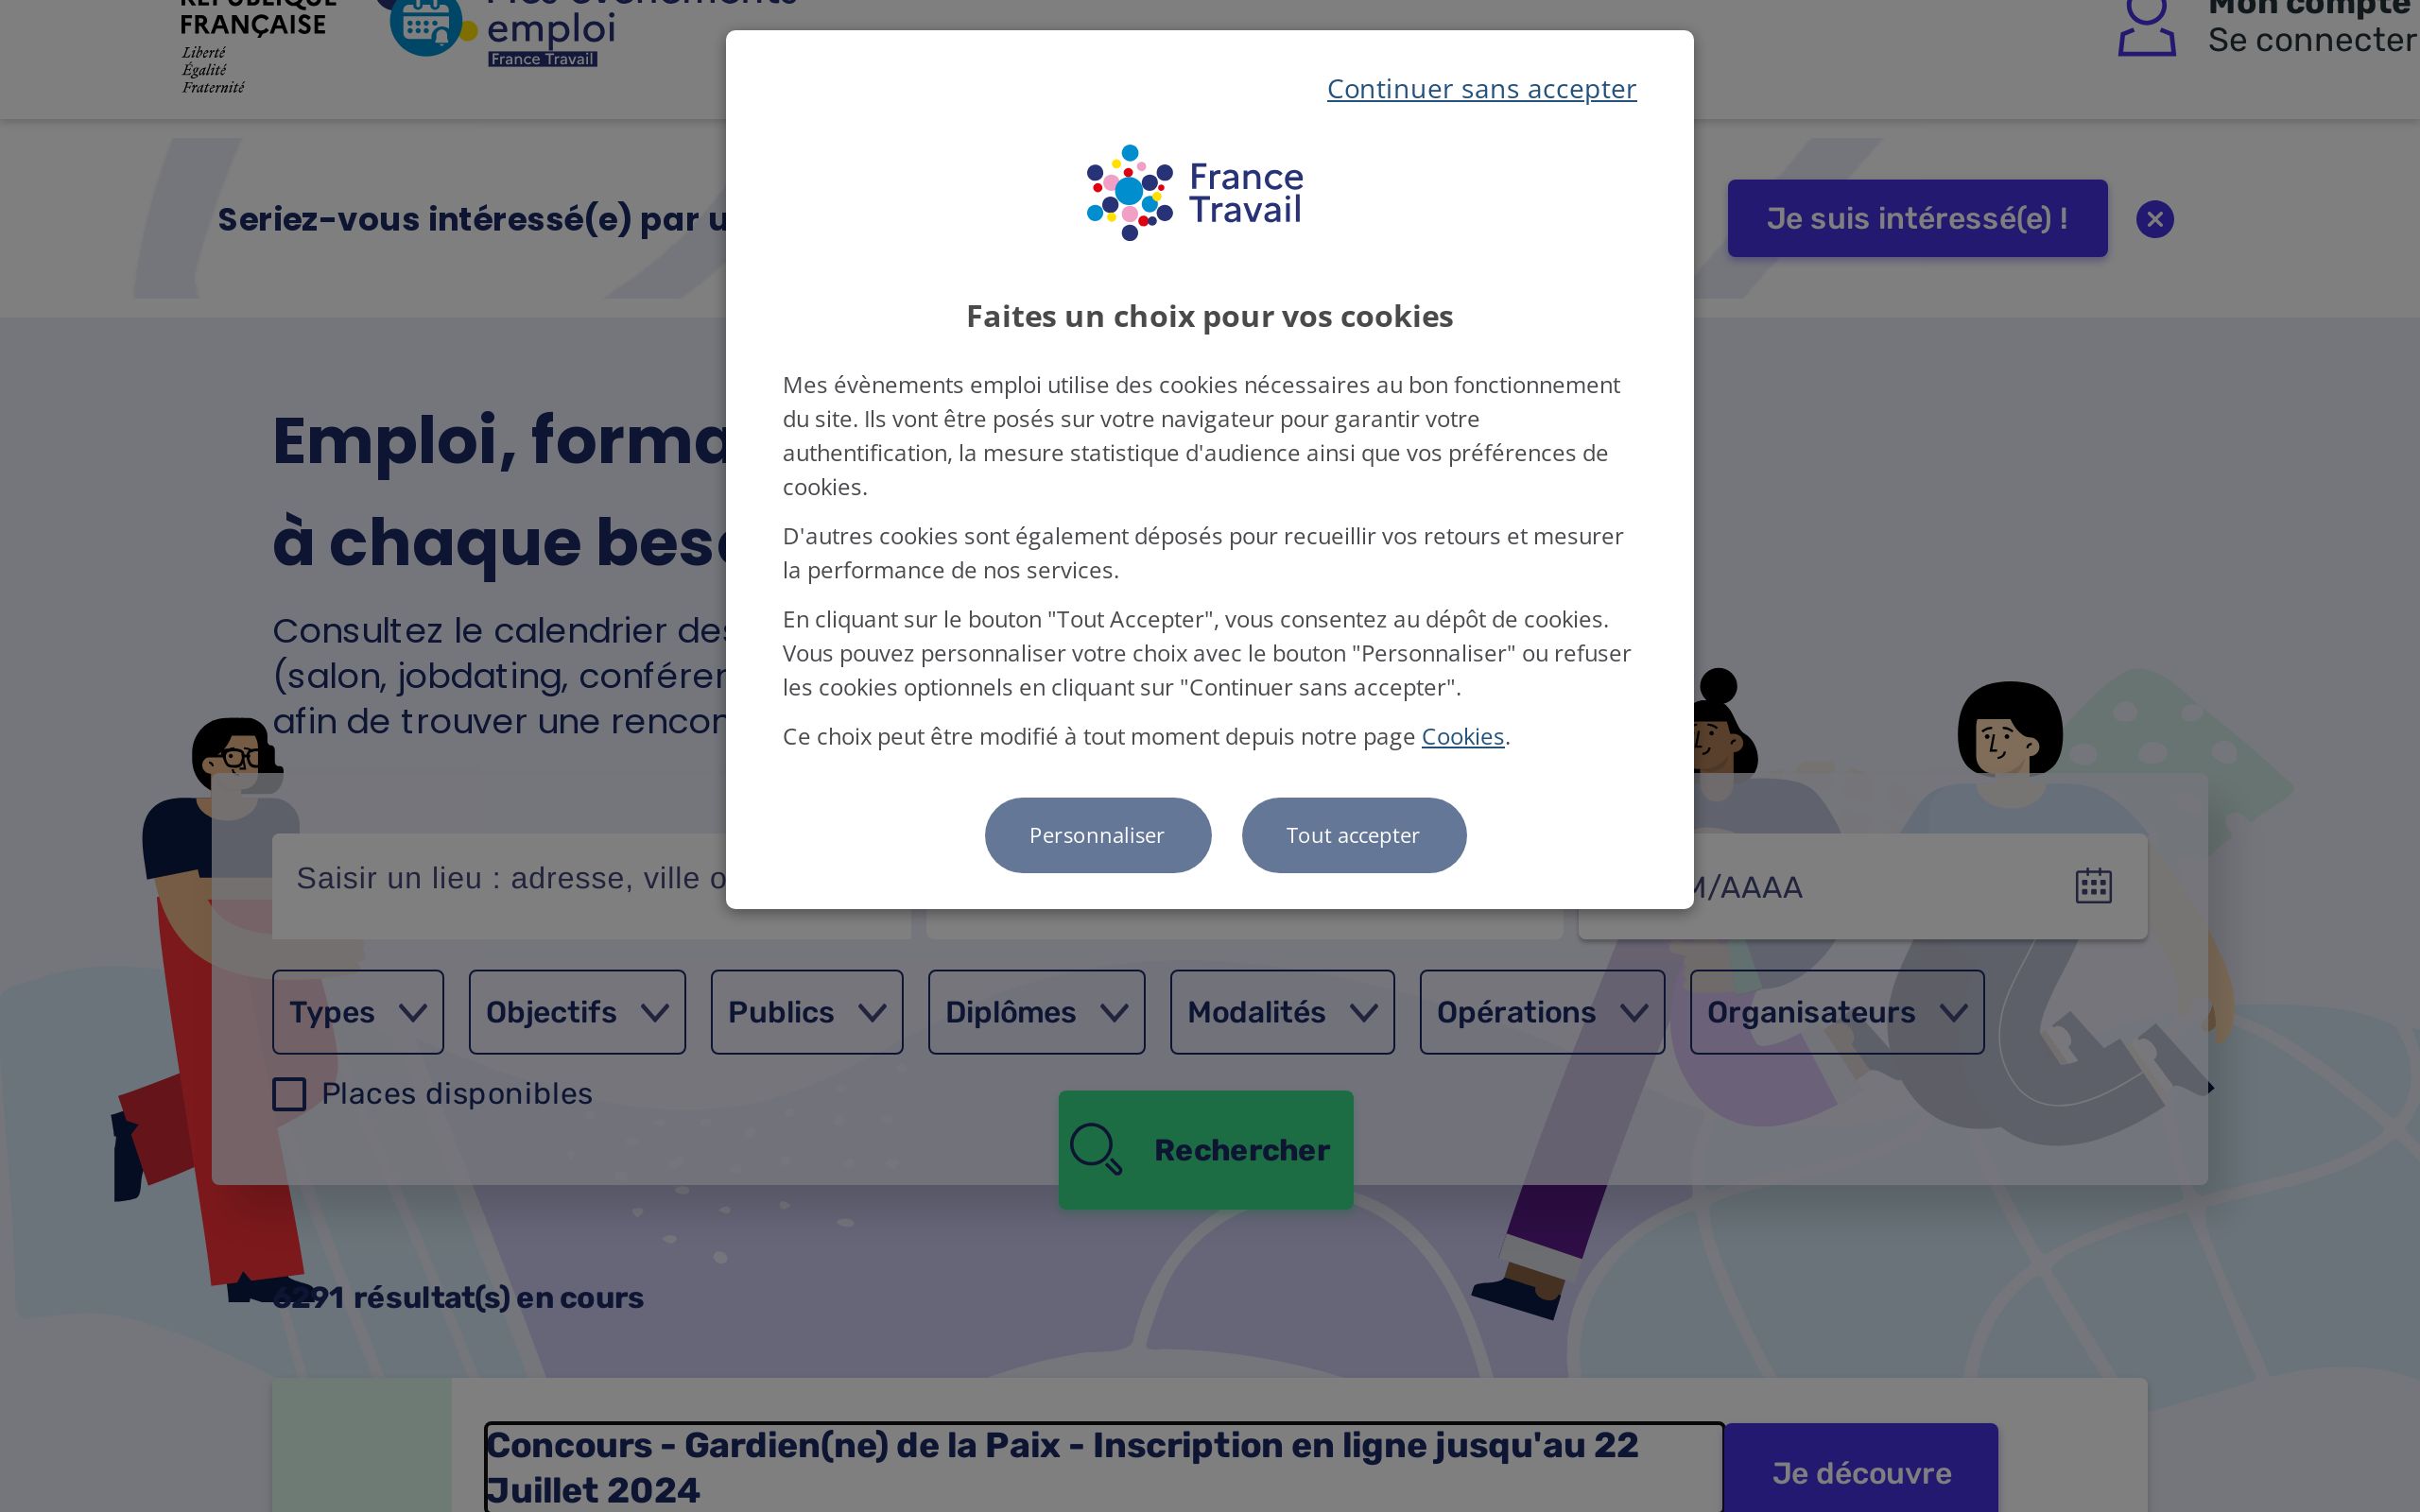 RÉPUBLIQUE
FRANÇAISE
Liberté
Égalité
Fraternité
Mes événements
emploi
France Travail
Mon compte
Se connecter
Continuer sans accepter
France
Travail
Seriez-vous intéressé(e) par u
Je suis intéressé(e) !
Faites un choix pour vos cookies
Mes évènements emploi utilise des cookies nécessaires au bon fonctionnement
du site. Ils vont être posés sur votre navigateur pour garantir votre
authentification, la mesure statistique d'audience ainsi que vos préférences de
cookies.
D'autres cookies sont également déposés pour recueillir vos retours et mesurer
la performance de nos services.
En cliquant sur le bouton "Tout Accepter", vous consentez au dépôt de cookies.
Vous pouvez personnaliser votre choix avec le bouton "Personnaliser" ou refuser
les cookies optionnels en cliquant sur "Continuer sans accepter".
Ce choix peut être modifié à tout moment depuis notre page Cookies.
Personnaliser
Tout accepter
Emploi, forma
à chaque beso
Consultez le calendrier des
(salon, jobdating, conféren
afin de trouver une rencon
Saisir un lieu : adresse, ville o
M/AAAA
Types
Objectifs
Publics
Diplômes
Modalités
Opérations
Organisateurs
Places disponibles
Rechercher
6291 résultat(s) en cours
Concours - Gardien(ne) de la Paix - Inscription en ligne jusqu'au 22
Juillet 2024
Je découvre